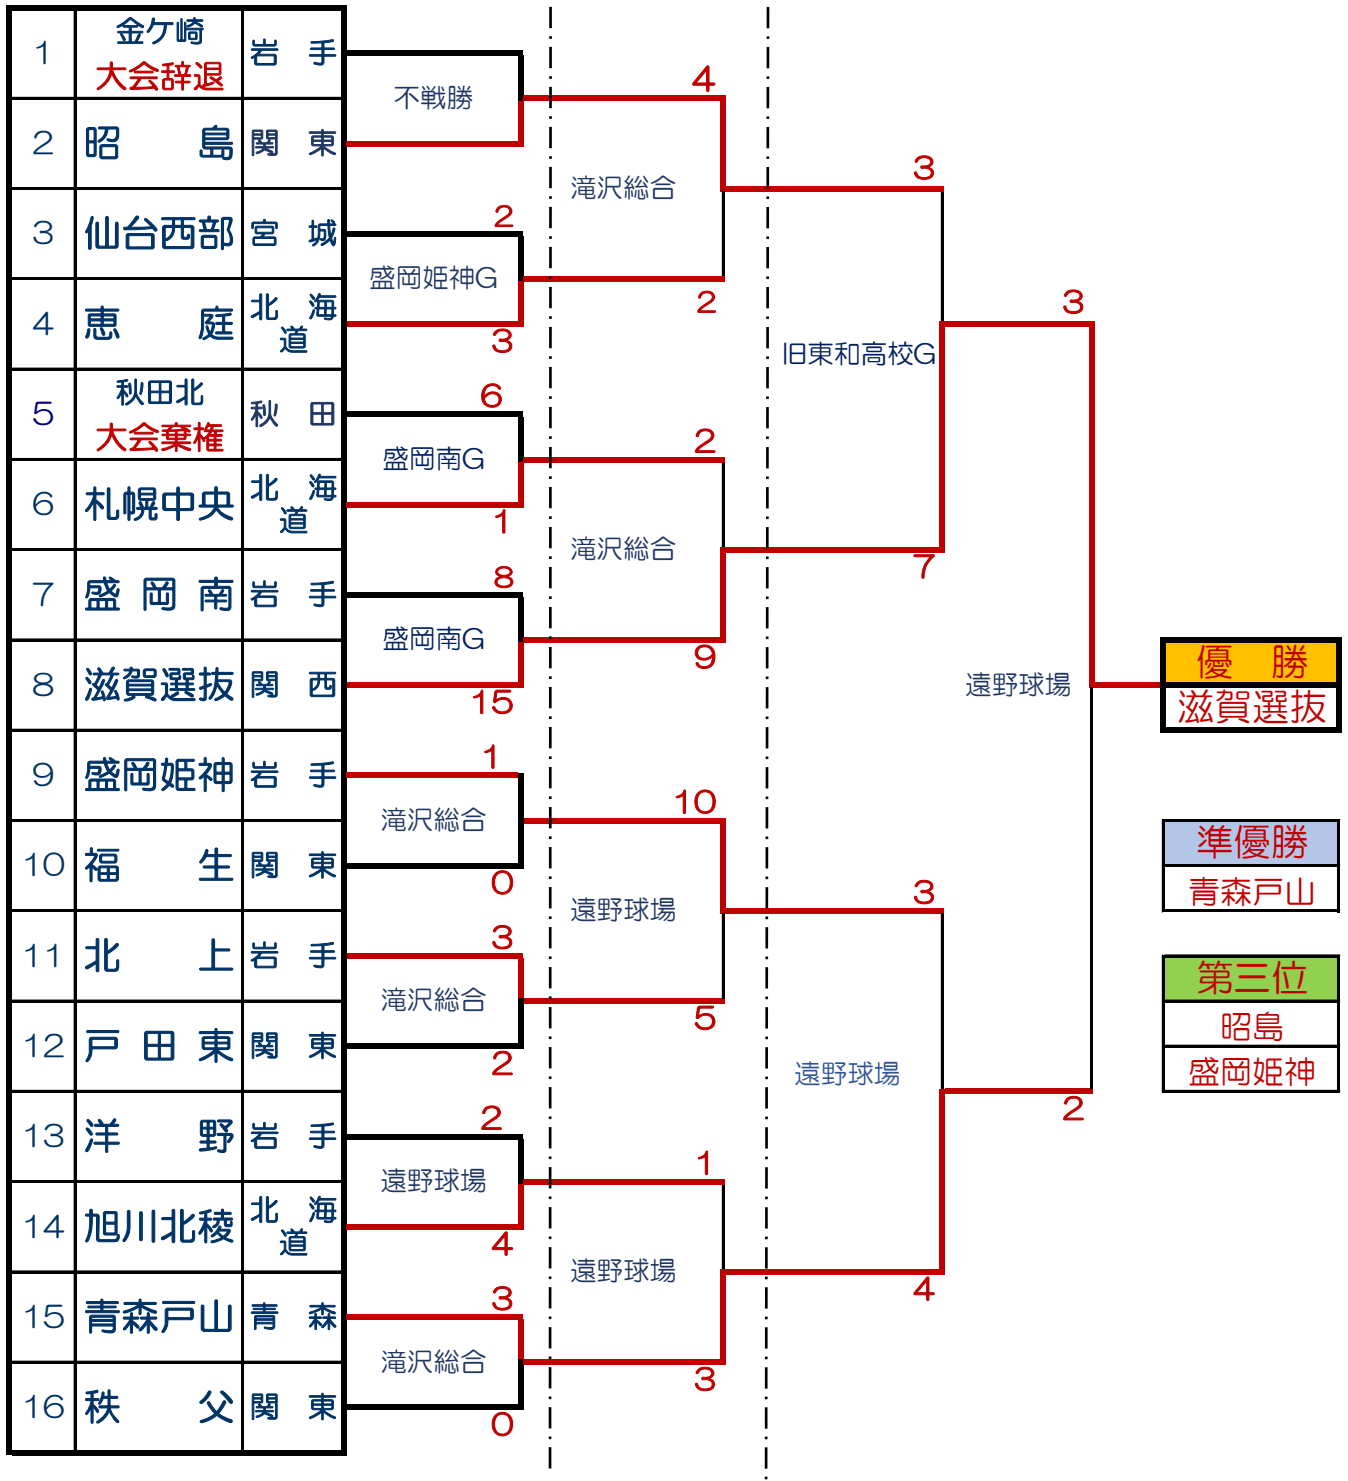 1 金ケ崎 岩 手
大会辞退
不戦勝
2 昭 島 関 東
4
滝沢総合
3
2
3 仙台西部 宮 城
盛岡姫神G
2
4 恵 庭 北 海
道
3
3
旧東和高校G
5 秋田北 秋 田
大会棄権
6
盛岡南G
2
6 札幌中央 北 海
道
1
滝沢総合
7
7 盛 岡 南 岩 手
8
盛岡南G
9
8 滋賀選抜 関 西
15
遠野球場
優 勝
滋賀選抜
9 盛岡姫神 岩 手
1
滝沢総合
10
10 福 生 関 東
0
遠野球場
3
準優勝
青森戸山
11 北 上 岩 手
3
滝沢総合
5
12 戸 田 東 関 東
2
遠野球場
2
第三位
昭島
盛岡姫神
13 洋 野 岩 手
2
遠野球場
1
14 旭川北稜 北 海
道
4
遠野球場
4
15 青森戸山 青 森
3
滝沢総合
3
16 秩 父 関 東
0